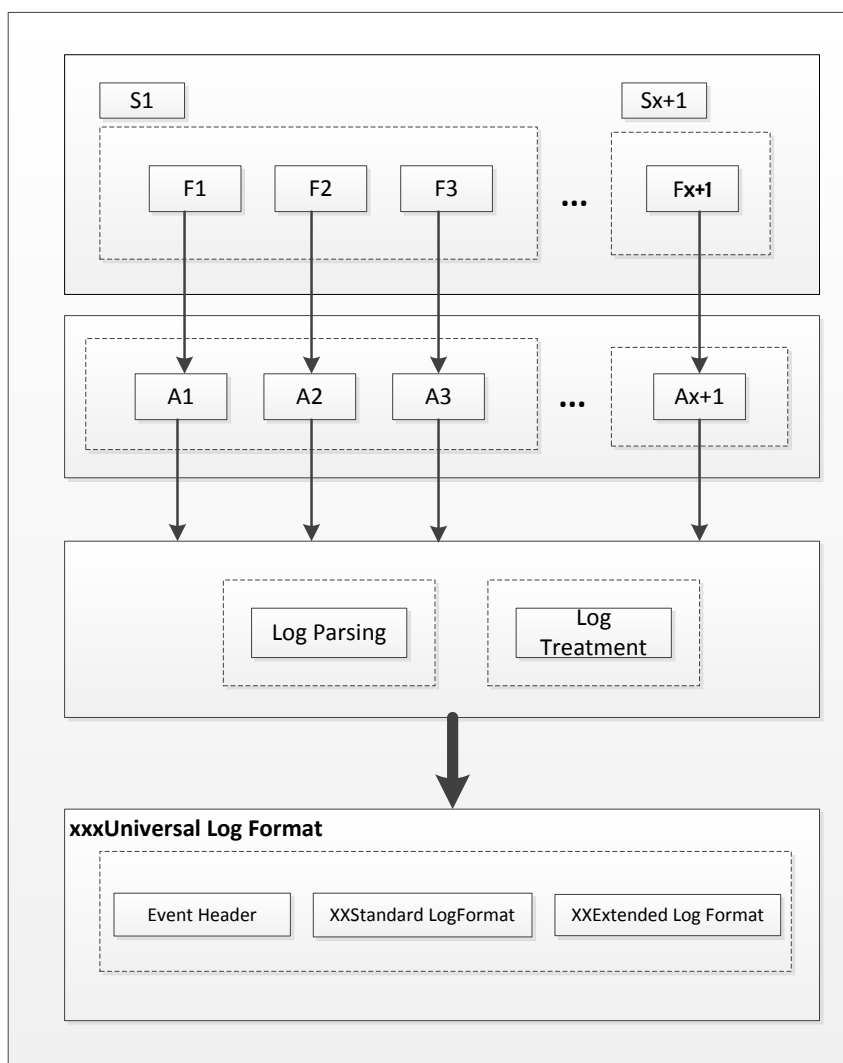 S1
Sx+1
F1
F2
F3
...
Fx+1
A1
A2
A3
...
Ax+1
Log Parsing
Log
Treatment
xxxUniversal Log Format
Event Header
XXStandard LogFormat
XXExtended Log Format